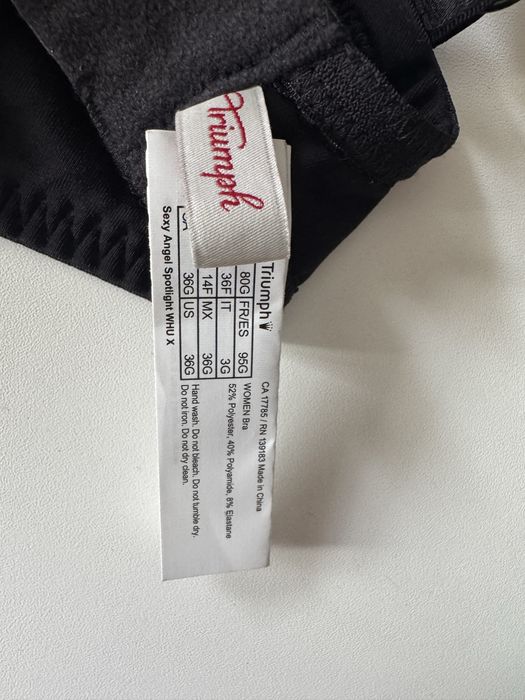 Triumph
Triumph
80G FR/ES 95G
36F IT 3G
14F MX 36G
36G US 36G
Sexy Angel Spotlight WHU X
CA 17785 / RN 139183 Made in China
WOMEN Bra
52% Polyester, 40% Polyamide, 8% Elastane
Hand wash. Do not bleach. Do not tumble dry.
Do not iron. Do not dry clean.